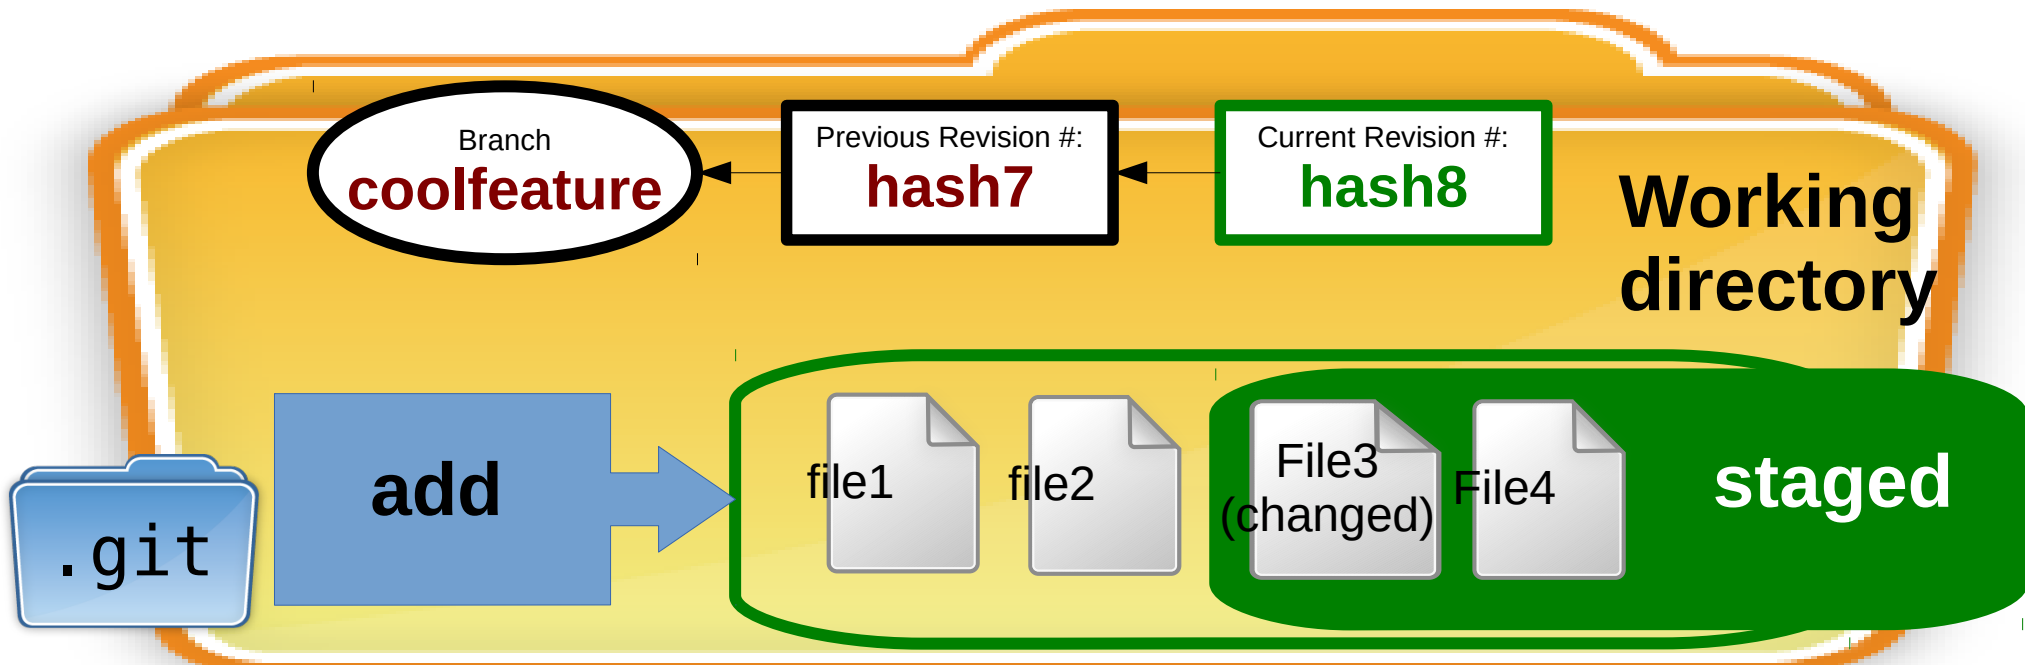 Branch
coolfeature
Previous Revision #:
hash7
Current Revision #:
hash8
Working
directory
.git
add
file1
file2
File3
(changed)
File4
staged